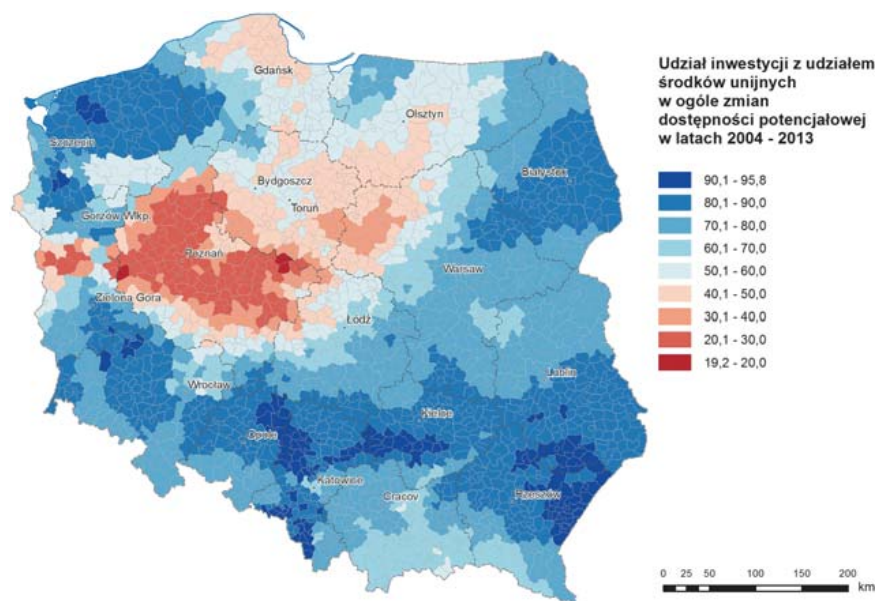 Gdańsk
Olsztyn
Szczecin
Białystok
Bydgoszcz
Toruń
Gorzów Wlkp.
Poznań
Warsaw
Zielona Gora
Łódź
Wrocław
Lublin
Kielce
Opole
Katowice
Cracov
Rzeszów
Udział inwestycji z udziałem
środków unijnych
w ogóle zmian
dostępności potencjałowej
w latach 2004 - 2013
90,1 - 95,8
80,1 - 90,0
70,1 - 80,0
60,1 - 70,0
50,1 - 60,0
40,1 - 50,0
30,1 - 40,0
20,1 - 30,0
19,2 - 20,0
0 25 50 100 150 200
km